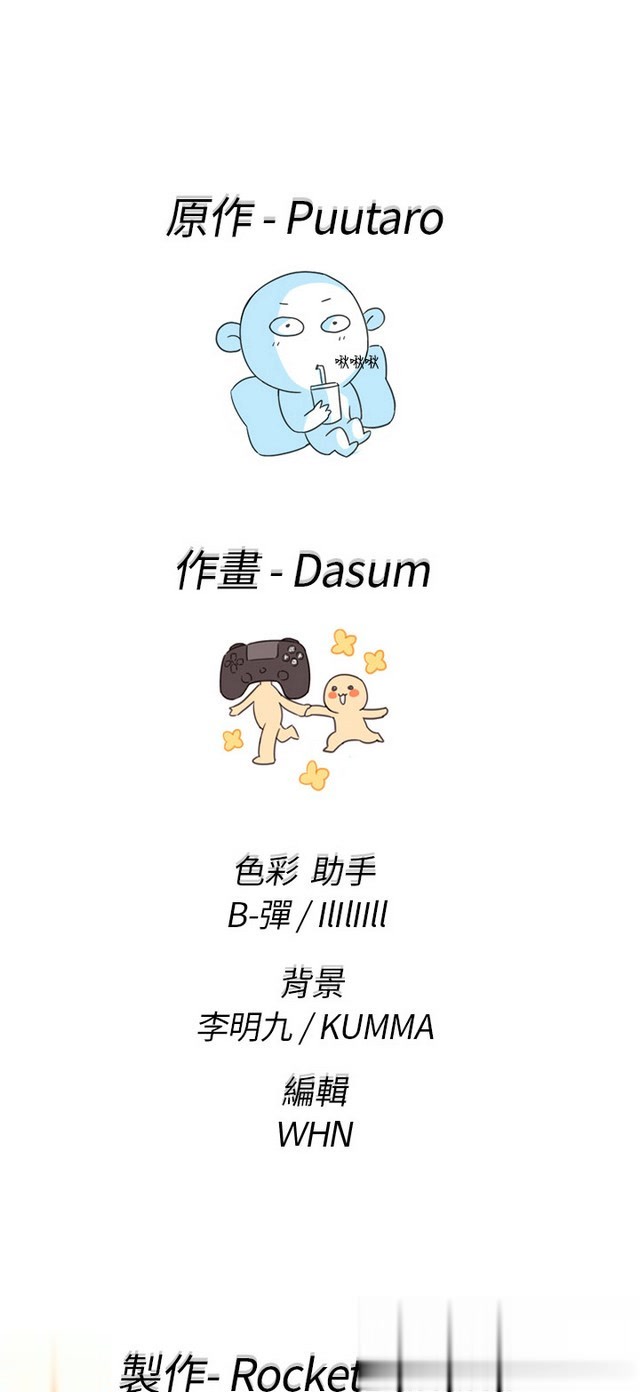 原作 - Puutaro
啾啾啾
作畫 - Dasum
色彩 助手
B-彈 / IlIlIIll
背景
李明九 / KUMMA
編輯
WHN
製作- Rocket